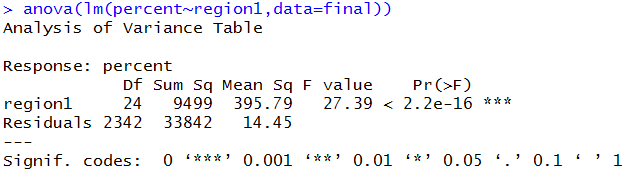 > anova(lm(percent~region1,data=final))
Analysis of Variance Table

Response: percent
            Df Sum Sq Mean Sq F value    Pr(>F)
region1     24   9499  395.79   27.39 < 2.2e-16 ***
Residuals 2342  33842   14.45
---
Signif. codes:  0 ‘***’ 0.001 ‘**’ 0.01 ‘*’ 0.05 ‘.’ 0.1 ‘ ’ 1